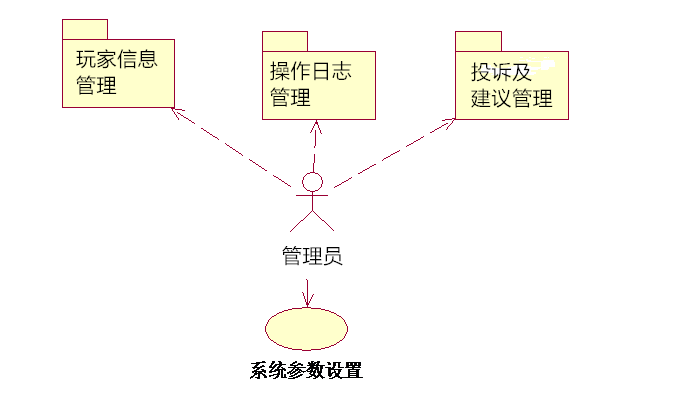 玩家信息
管理
操作日志
管理
投诉及
建议管理
管理员
系统参数设置